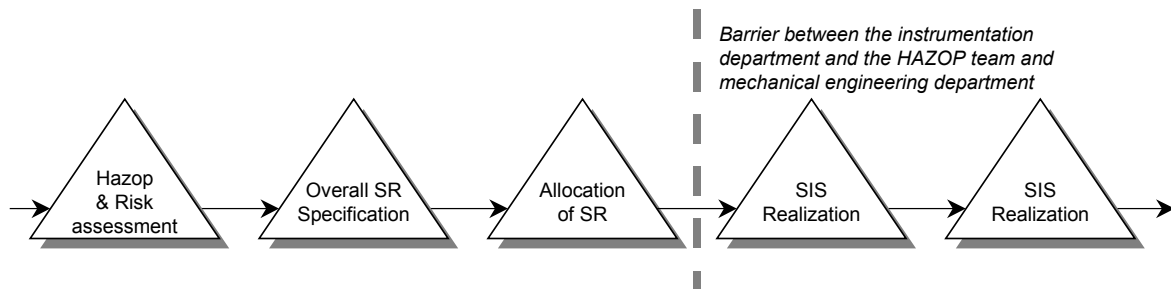 Barrier between the instrumentation
department and the HAZOP team and
mechanical engineering department
Hazop
& Risk
assessment
Overall SR
Specification
Allocation
of SR
SIS
Realization
SIS
Realization